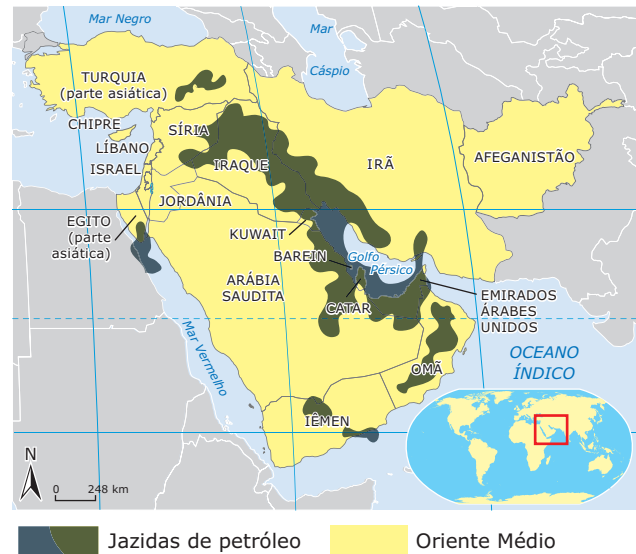 Mar Negro
Mar
Cáspio
TURQUIA
(parte asiática)
CHIPRE
LÍBANO
ISRAEL
SÍRIA
IRAQUE
IRÃ
AFEGANISTÃO
JORDÂNIA
EGITO
(parte
asiática)
KUWAIT
BAREIN
Golfo
Pérsico
CATAR
ARÁBIA
SAUDITA
EMIRADOS
ÁRABES
UNIDOS
Mar Vermelho
OMÃ
OCEANO
ÍNDICO
IÊMEN
N
0 248 km
Jazidas de petróleo
Oriente Médio